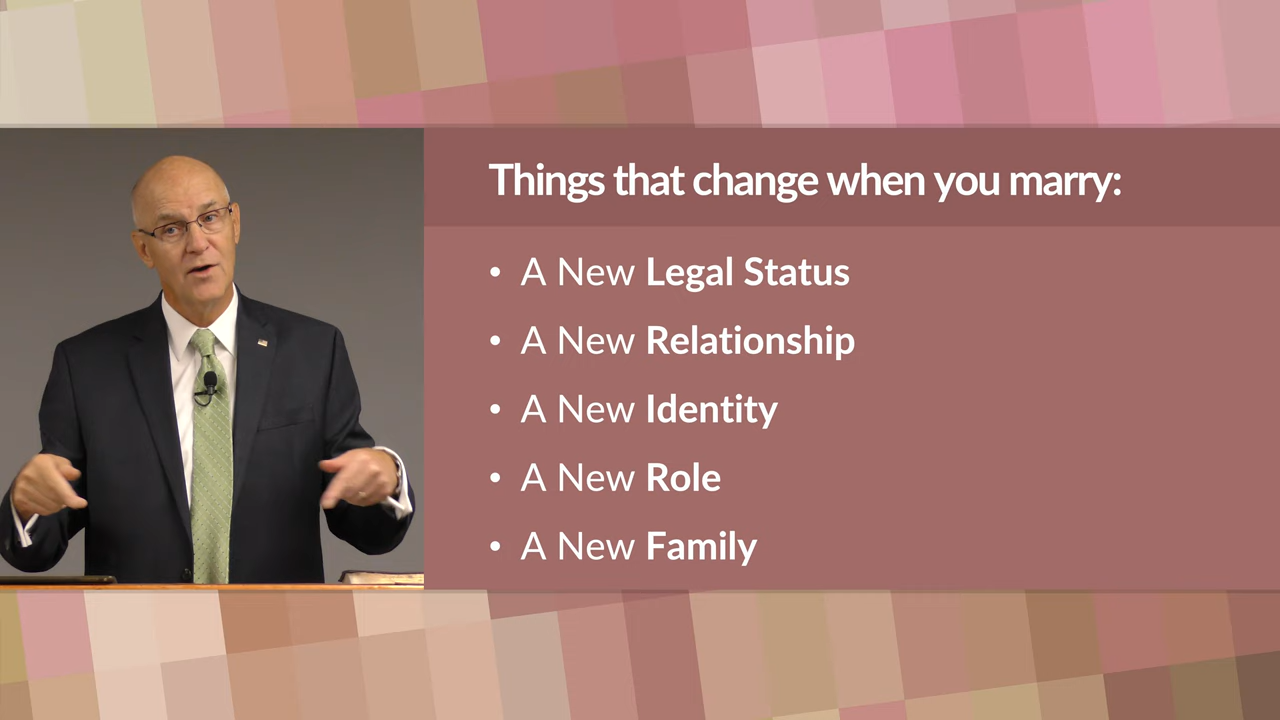 Things that change when you marry:
• A New Legal Status
• A New Relationship
• A New Identity
• A New Role
• A New Family